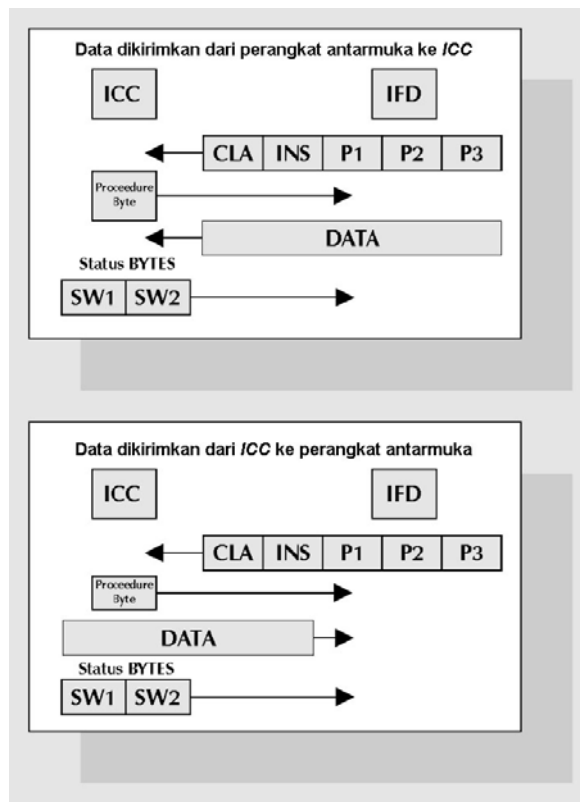 Data dikirimkan dari perangkat antarmuka ke ICC
ICC IFD
CLA INS P1 P2 P3
Proceedure
Byte
DATA
Status BYTES
SW1 SW2
Data dikirimkan dari ICC ke perangkat antarmuka
ICC IFD
CLA INS P1 P2 P3
Proceedure
Byte
DATA
Status BYTES
SW1 SW2